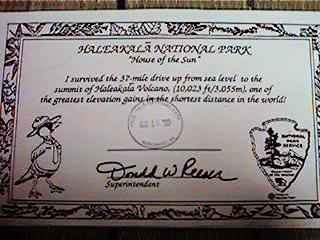 HALEAKALĀ NATIONAL PARK
"House of the Sun"
I survived the 37-mile drive up from sea level to the
summit of Haleakala Volcano, (10,023 ft/3,055m), one of
the greatest elevation gains in the shortest distance in the world!
Donald W Reeser
Superintendent
NATIONAL
PARK
SERVICE